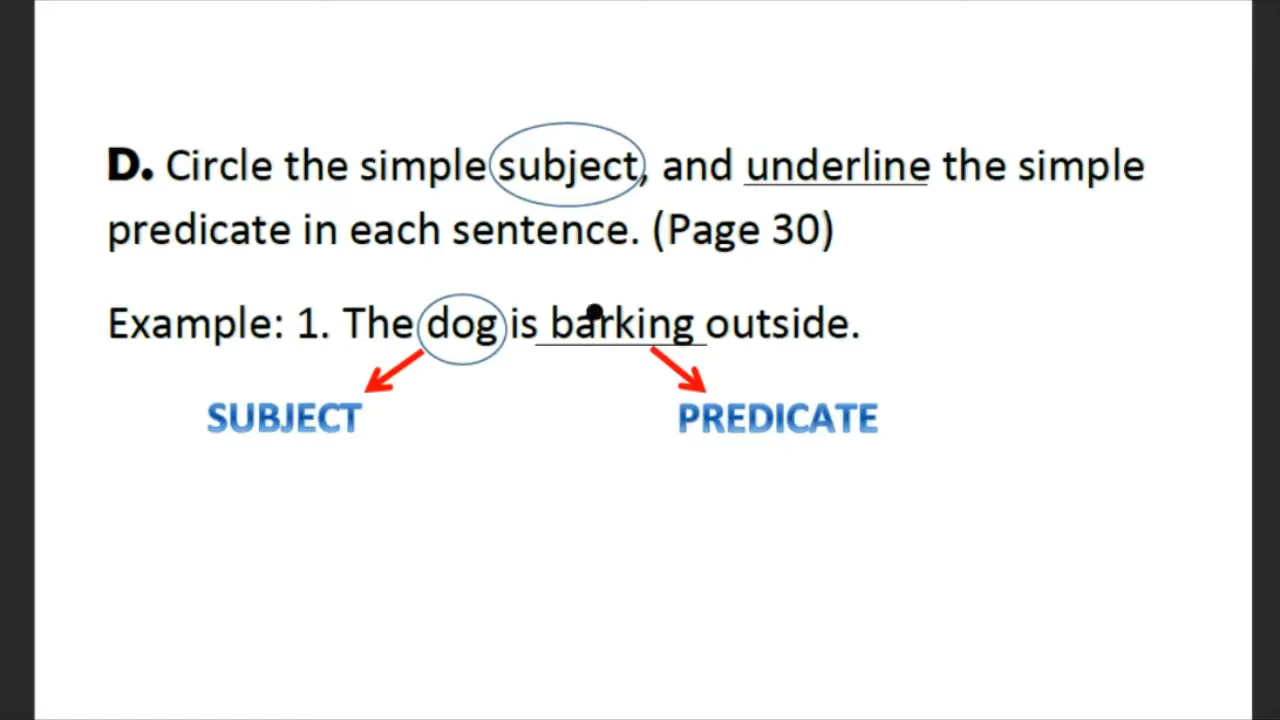 D. Circle the simple subject, and underline the simple
predicate in each sentence. (Page 30)
Example: 1. The dog is barking outside.
SUBJECT PREDICATE